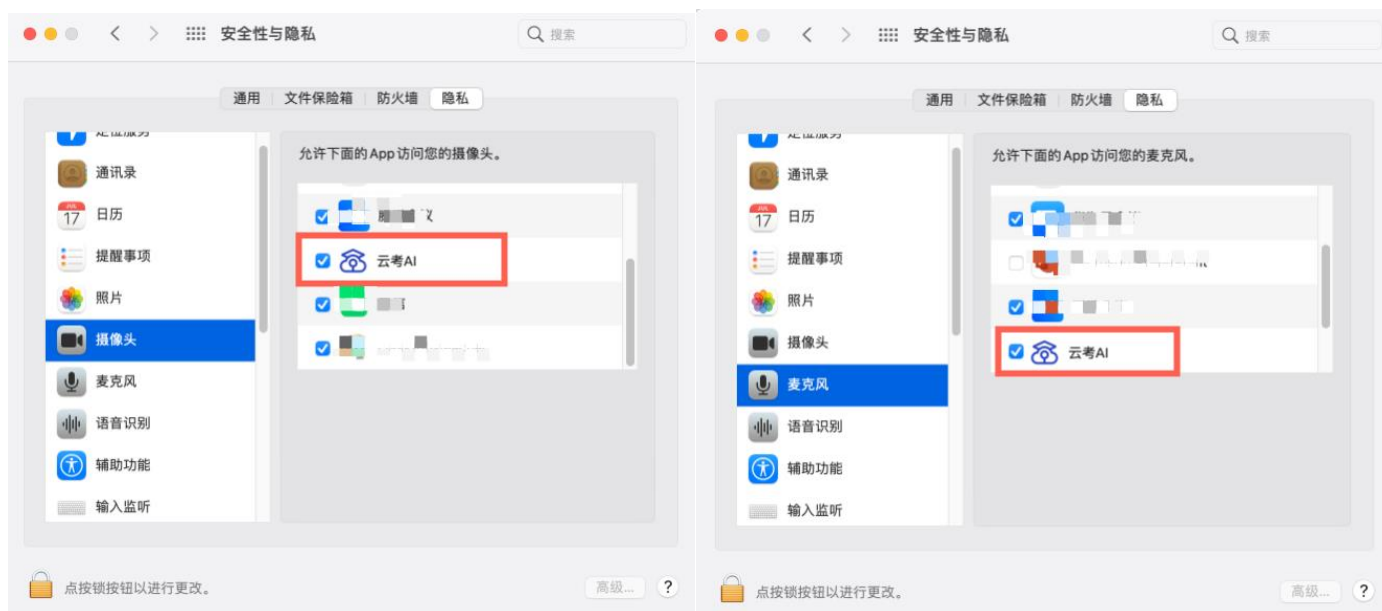 安全性与隐私
搜索
通用
文件保险箱
防火墙
隐私
通讯录
17
日历
提醒事项
照片
摄像头
麦克风
语音识别
辅助功能
输入监听
允许下面的App访问您的摄像头。
云考AI
点按锁按钮以进行更改。
高级...
?
安全性与隐私
搜索
通用
文件保险箱
防火墙
隐私
通讯录
17
日历
提醒事项
照片
摄像头
麦克风
语音识别
辅助功能
输入监听
允许下面的App访问您的麦克风。
云考AI
点按锁按钮以进行更改。
高级...
?